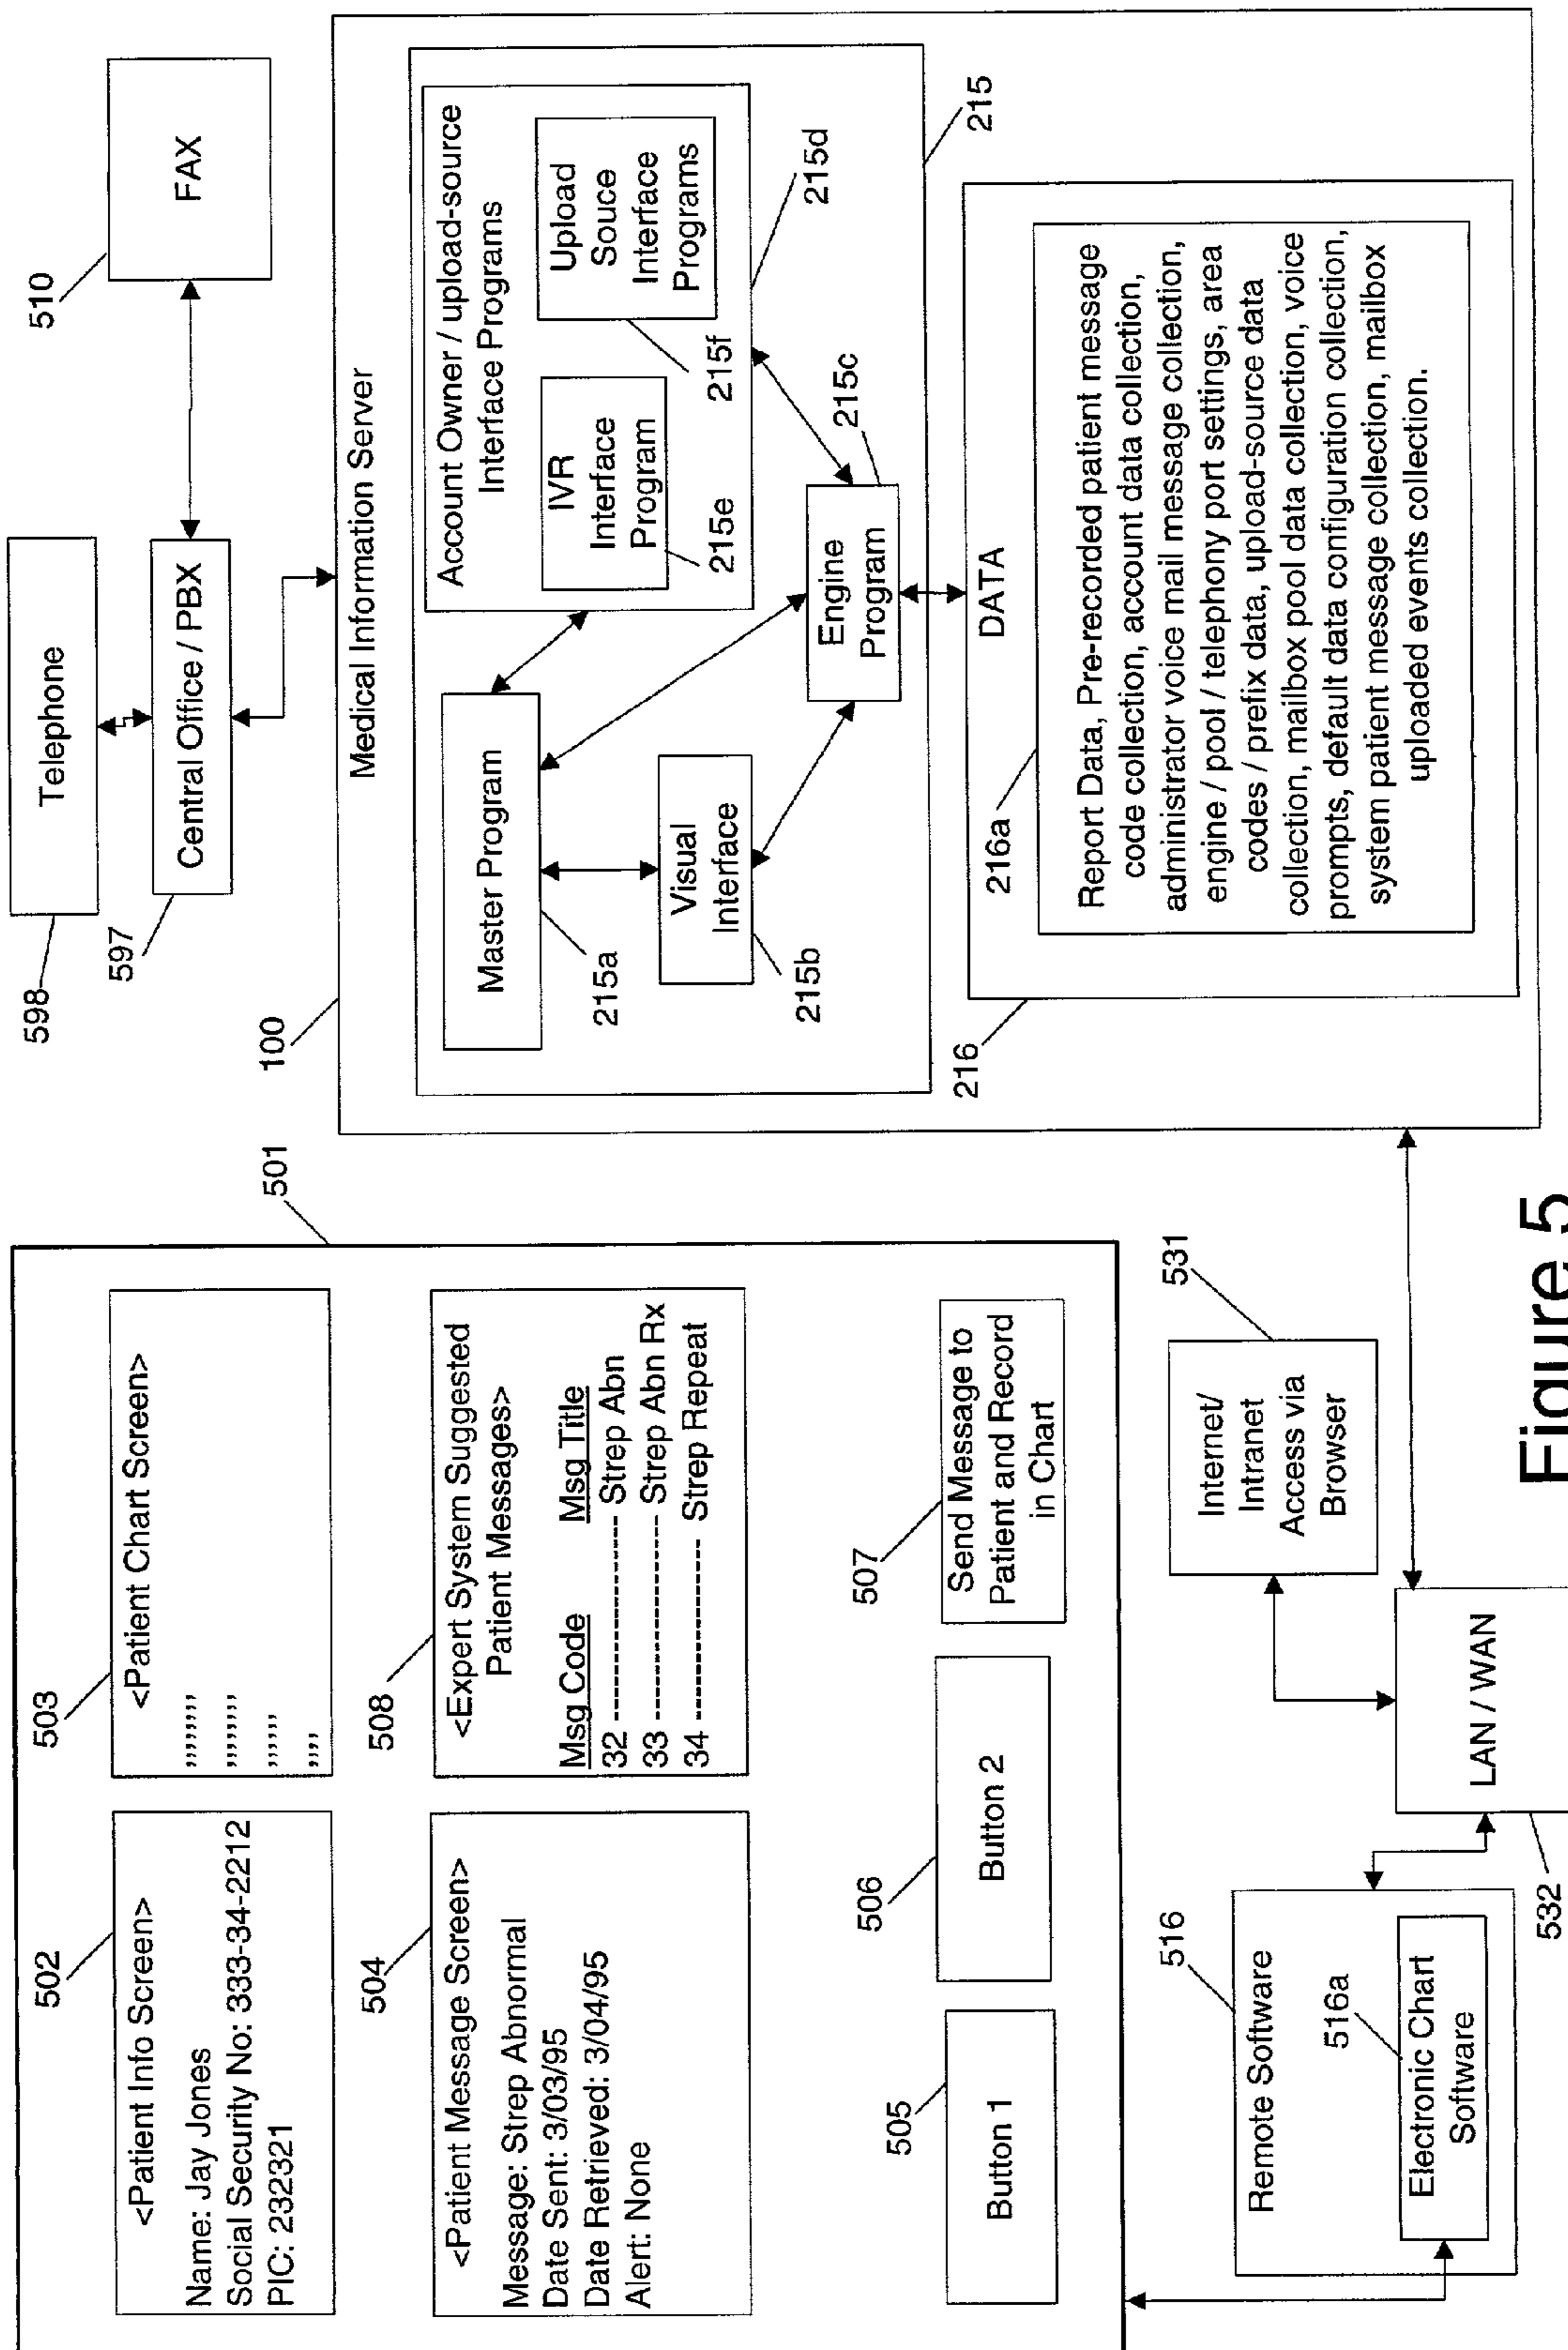 501
502
<Patient Info Screen>
Name: Jay Jones
Social Security No: 333-34-2212
PIC: 232321
503
<Patient Chart Screen>
,,,,,,,,,
,,,,,,,,,
,,,,,,
,,,,
504
<Patient Message Screen>
Message: Strep Abnormal
Date Sent: 3/03/95
Date Retrieved: 3/04/95
Alert: None
508
<Expert System Suggested
Patient Messages>
Msg Code Msg Title
32 ---------------- Strep Abn
33 ---------------- Strep Abn Rx
34 -------------- Strep Repeat
505
Button 1
506
Button 2
507
Send Message to
Patient and Record
in Chart
516
Remote Software
516a
Electronic Chart
Software
531
Internet/
Intranet
Access via
Browser
LAN / WAN
532
Figure 5
598
Telephone
597
Central Office / PBX
510
FAX
100
Medical Information Server
Master Program
215a
Visual
Interface
215b
Account Owner / upload-source
Interface Programs
IVR
Interface
Program
215e
Upload
Souce
Interface
Programs
215f
215d
Engine
Program
215c
215
216
DATA
216a
Report Data, Pre-recorded patient message
code collection, account data collection,
administrator voice mail message collection,
engine / pool / telephony port settings, area
codes / prefix data, upload-source data
collection, mailbox pool data collection, voice
prompts, default data configuration collection,
system patient message collection, mailbox
uploaded events collection.